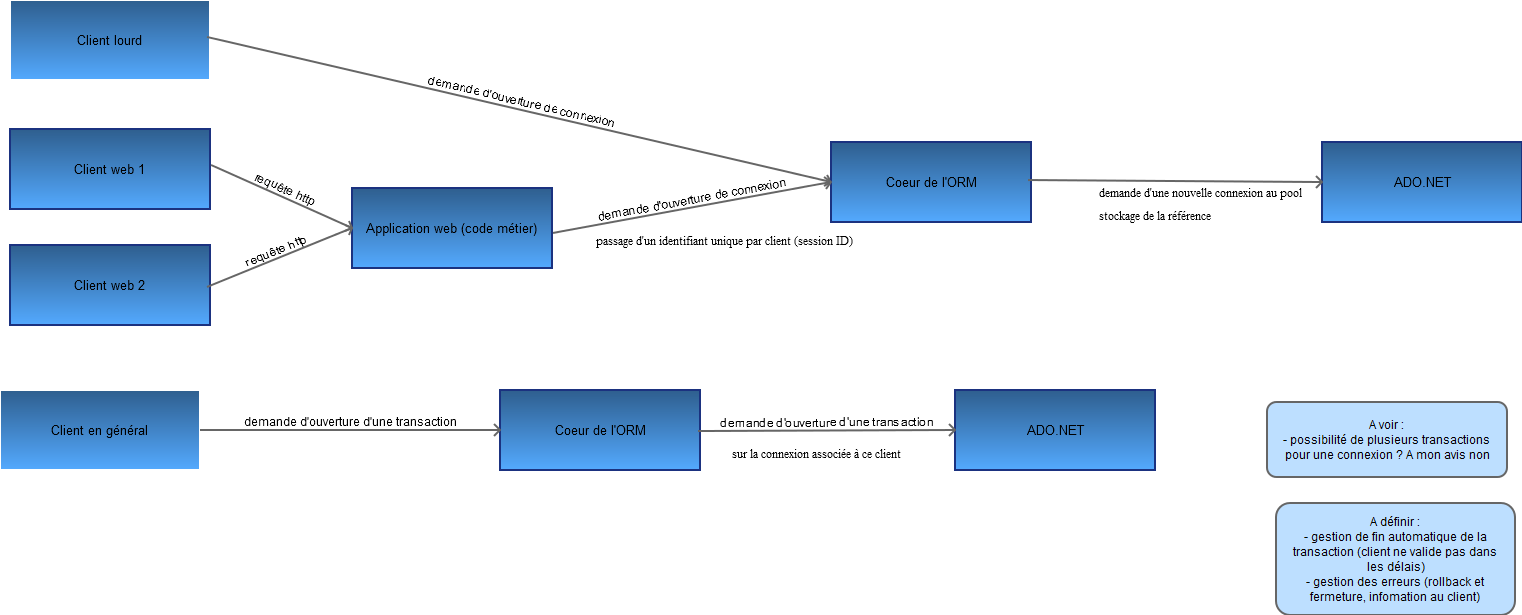 Client lourd
demande d'ouverture de connexion
Client web 1
requête http
Application web (code métier)
requête http
Client web 2
demande d'ouverture de connexion
passage d'un identifiant unique par client (session ID)
Coeur de l'ORM
demande d'une nouvelle connexion au pool
stockage de la référence
ADO.NET
Client en général
demande d'ouverture d'une transaction
Coeur de l'ORM
demande d'ouverture d'une transaction
sur la connexion associée à ce client
ADO.NET
A voir :
- possibilité de plusieurs transactions
pour une connexion ? A mon avis non
A définir :
- gestion de fin automatique de la
transaction (client ne valide pas dans
les délais)
- gestion des erreurs (rollback et
fermeture, infomation au client)